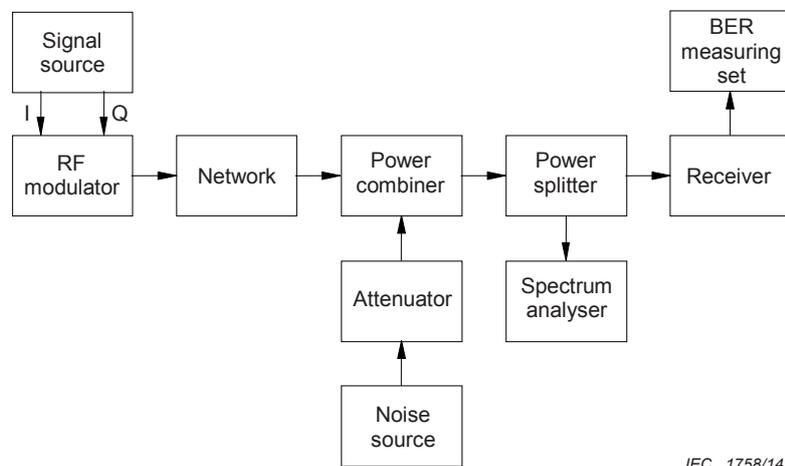 Signal
source
I
Q
RF
modulator
Network
Power
combiner
Power
splitter
Receiver
BER
measuring
set
Attenuator
Spectrum
analyser
Noise
source
IEC 1758/14